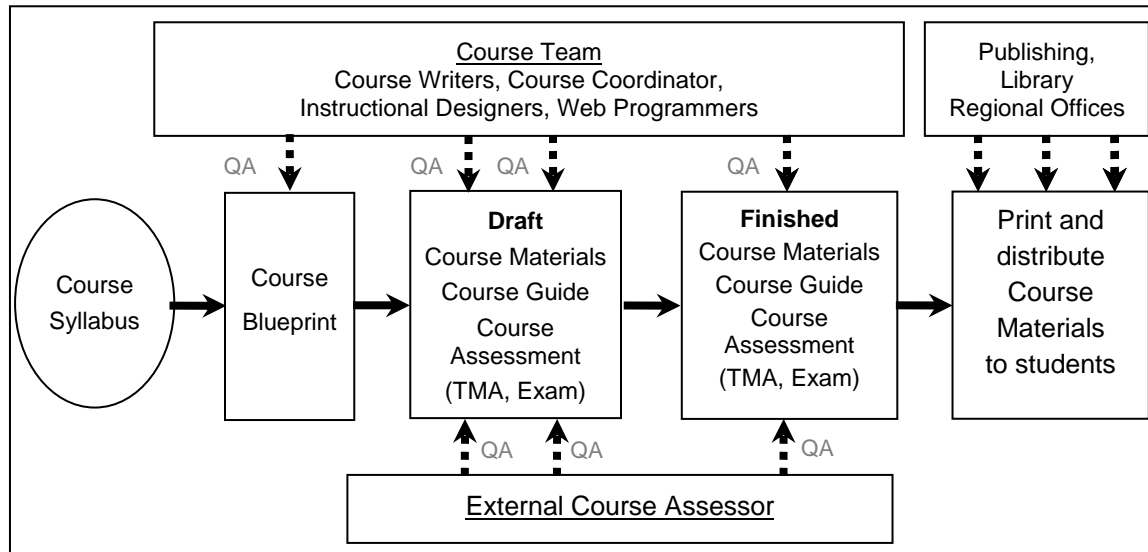 Course Team
Course Writers, Course Coordinator,
Instructional Designers, Web Programmers
Publishing,
Library
Regional Offices
QA
QA
QA
QA
Course
Syllabus
Course
Blueprint
Draft
Course Materials
Course Guide
Course
Assessment
(TMA, Exam)
Finished
Course Materials
Course Guide
Course
Assessment
(TMA, Exam)
Print and
distribute
Course
Materials
to students
QA
QA
QA
External Course Assessor